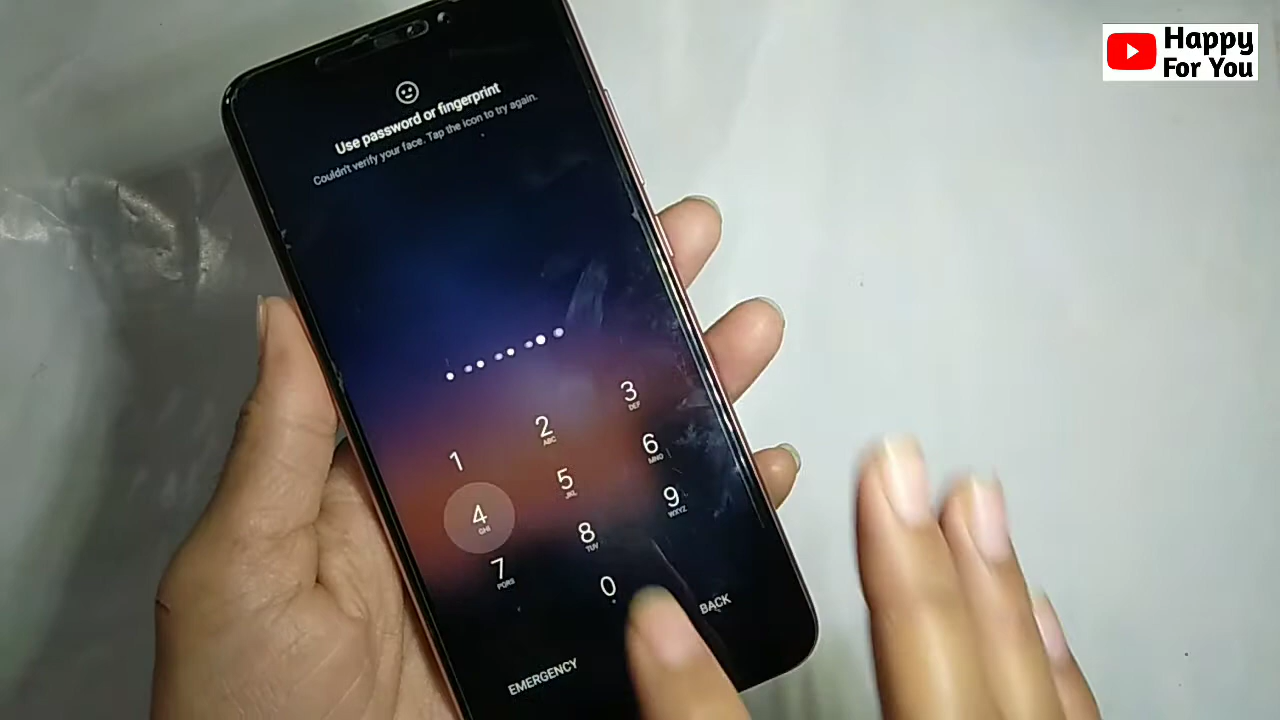 Happy
For You
Use password or fingerprint
Couldn't verify your face. Tap the icon to try again.
1
2
ABC
3
DEF
4
GHI
5
JKL
6
MNO
7
PQRS
8
TUV
9
WXYZ
0
EMERGENCY
BACK